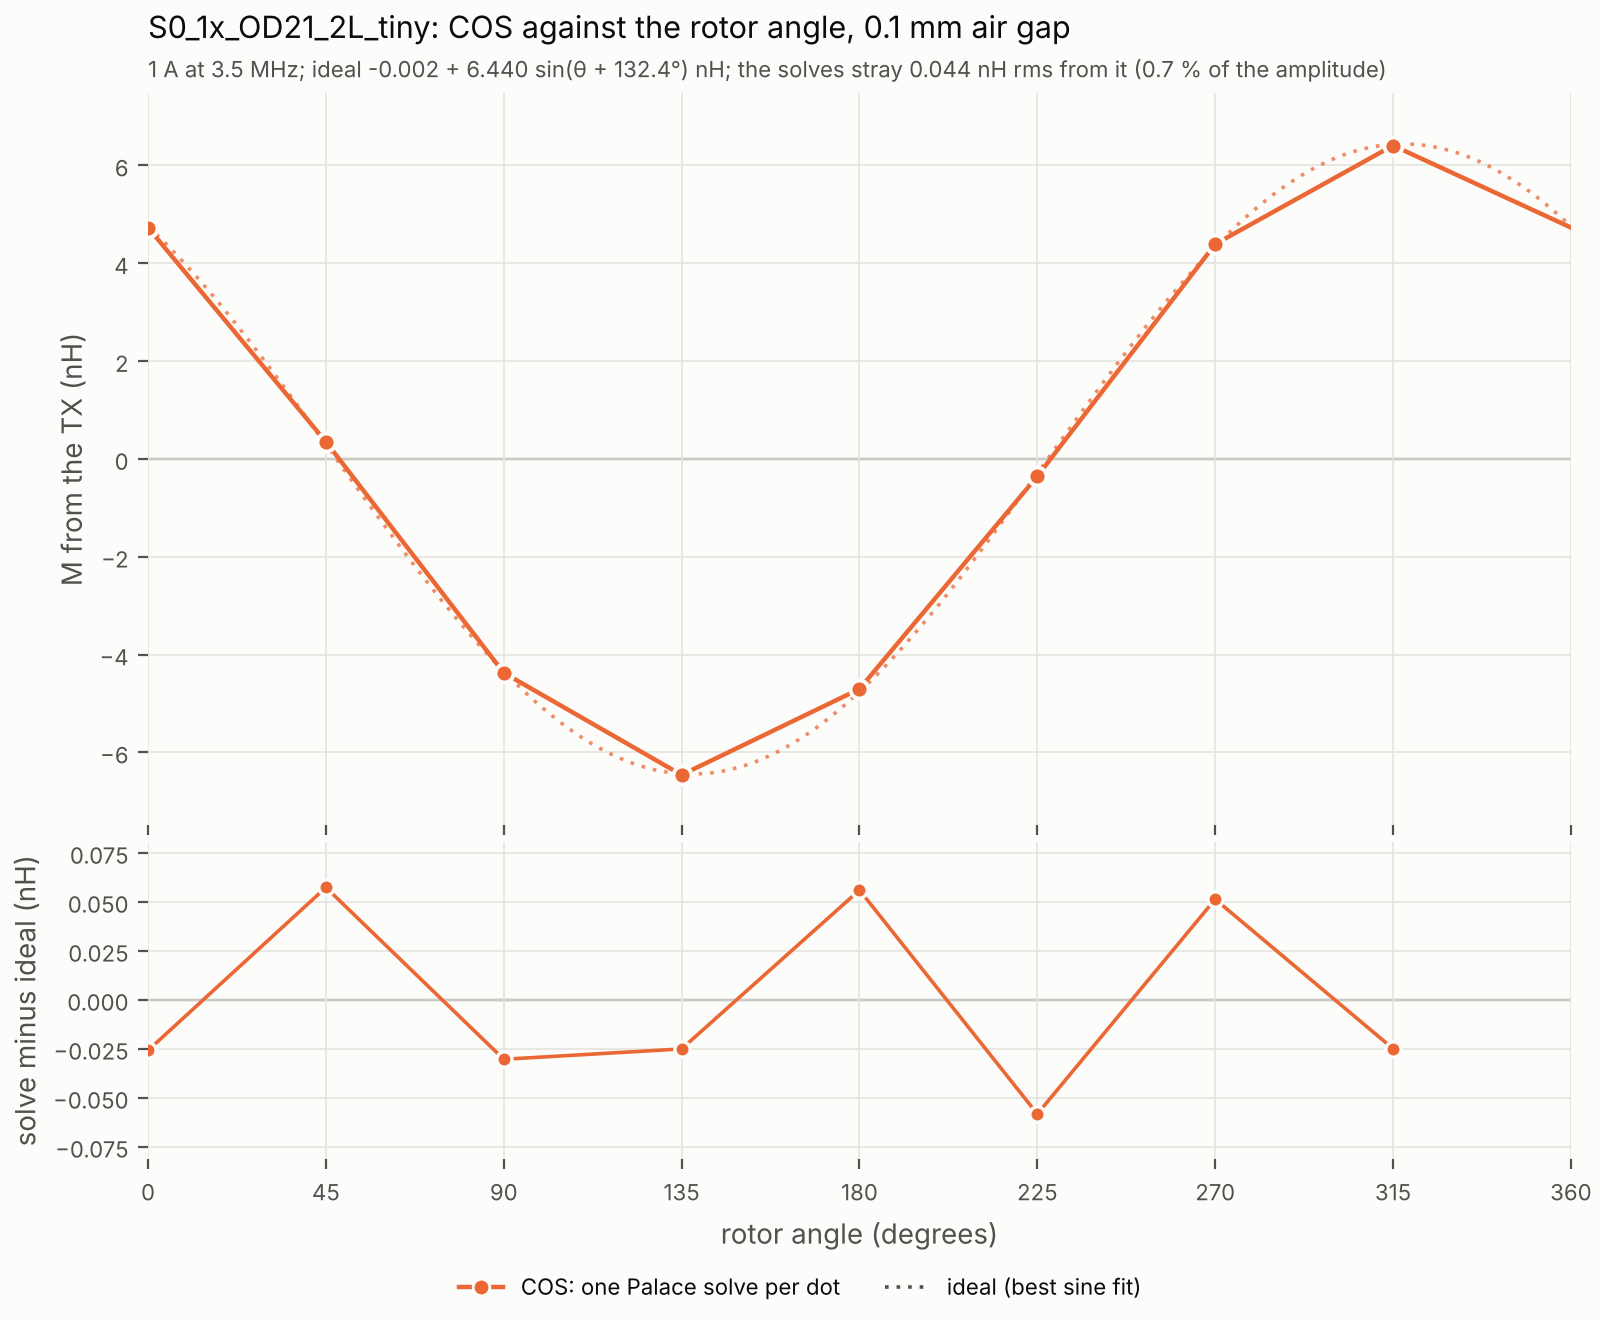 S0_1x_OD21_2L_tiny: COS against the rotor angle, 0.1 mm air gap
1 A at 3.5 MHz; ideal -0.002 + 6.440 sin(θ + 132.4°) nH; the solves stray 0.044 nH rms from it (0.7 % of the amplitude)
M from the TX (nH)
6
4
2
0
−2
−4
−6
solve minus ideal (nH)
0.075
0.050
0.025
0.000
−0.025
−0.050
−0.075
0 45 90 135 180 225 270 315 360
rotor angle (degrees)
COS: one Palace solve per dot ideal (best sine fit)